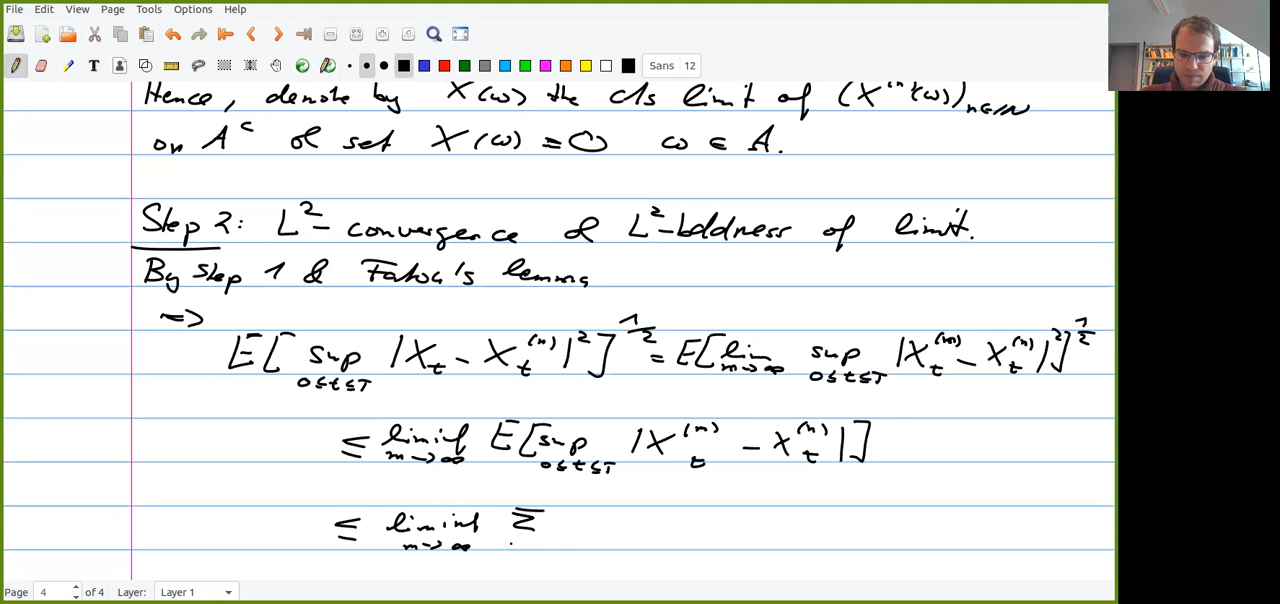 File Edit View Page Tools Options Help
Sans 12
Hence, denote by X(ω) the cts limit of (X^(n)(ω))_{n∈ℕ}
on A^c & set X(ω) = 0 ω ∈ A.
Step 2: L²-convergence & L²-bddness of limit.
By step 1 & Fatou's lemma
=>
E[ sup_{0≤t≤T} |X_t - X_t^(n)|² ]^{1/2} = E[ lim_{m→∞} sup_{0≤t≤T} |X_t^(m) - X_t^(n)|² ]^{1/2}
≤ liminf_{m→∞} E[ sup_{0≤t≤T} |X_t^(m) - X_t^(n)| ]
≤ liminf_{m→∞} Σ
Page 4 of 4 Layer: Layer 1